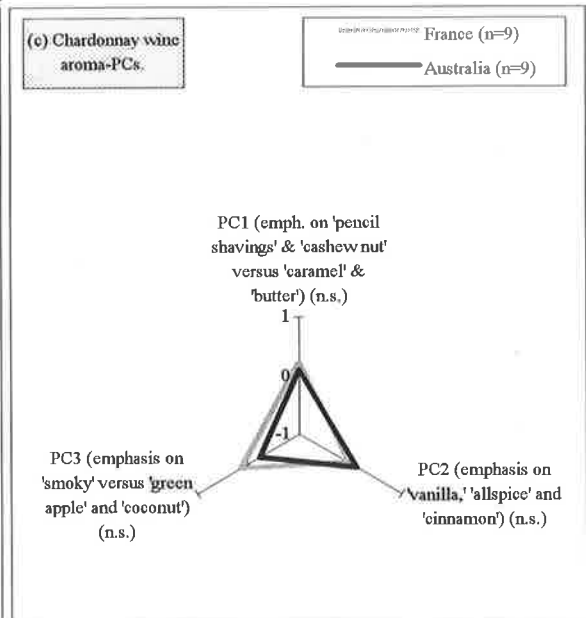 (c) Chardonnay wine
aroma-PCs.
France (n=9)
Australia (n=9)
PC1 (emph. on 'pencil
shavings' & 'cashew nut'
versus 'caramel' &
'butter') (n.s.)
1
0
-1
PC3 (emphasis on
'smoky' versus 'green
apple' and 'coconut')
(n.s.)
PC2 (emphasis on
'vanilla,' 'allspice' and
'cinnamon') (n.s.)